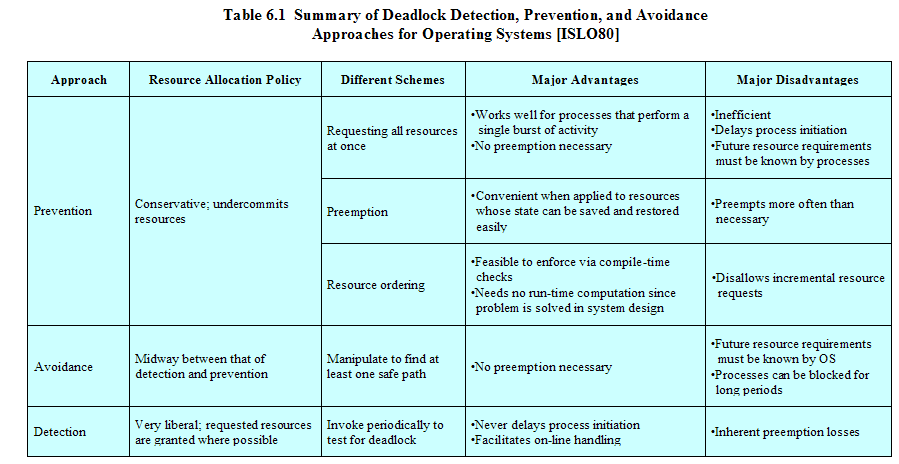 Table 6.1 Summary of Deadlock Detection, Prevention, and Avoidance
Approaches for Operating Systems [ISLO80]
Approach
Resource Allocation Policy
Different Schemes
Major Advantages
Major Disadvantages
Prevention
Conservative; undercommits
resources
Requesting all resources
at once
•Works well for processes that perform a
single burst of activity
•No preemption necessary
•Inefficient
•Delays process initiation
•Future resource requirements
must be known by processes
Preemption
•Convenient when applied to resources
whose state can be saved and restored
easily
•Preempts more often than
necessary
Resource ordering
•Feasible to enforce via compile-time
checks
•Needs no run-time computation since
problem is solved in system design
•Disallows incremental resource
requests
Avoidance
Midway between that of
detection and prevention
Manipulate to find at
least one safe path
•No preemption necessary
•Future resource requirements
must be known by OS
•Processes can be blocked for
long periods
Detection
Very liberal; requested resources
are granted where possible
Invoke periodically to
test for deadlock
•Never delays process initiation
•Facilitates on-line handling
•Inherent preemption losses